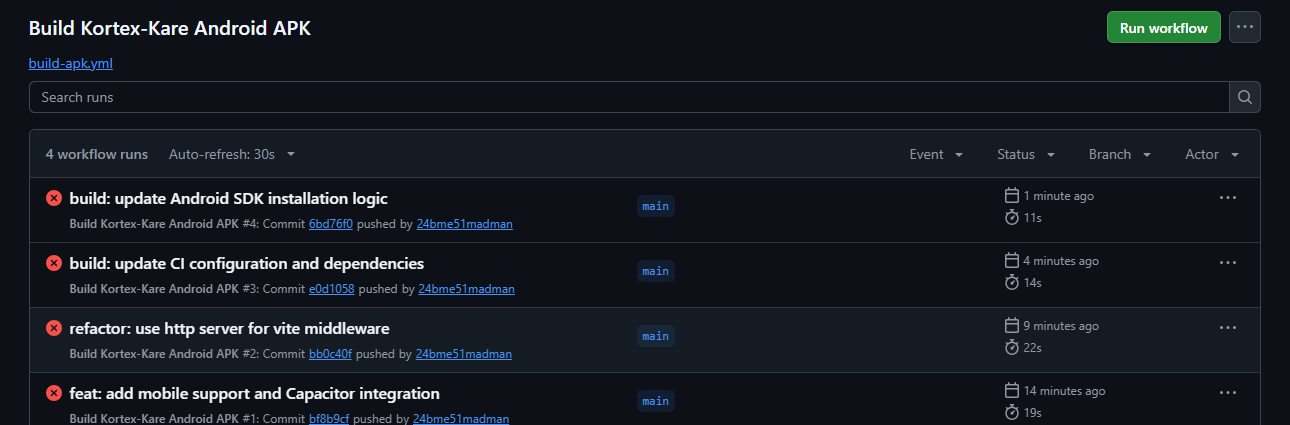 Build Kortex-Kare Android APK
Run workflow
build-apk.yml
Search runs
4 workflow runs Auto-refresh: 30s Event Status Branch Actor
build: update Android SDK installation logic
main
1 minute ago
Build Kortex-Kare Android APK #4: Commit 6bd76f0 pushed by 24bme51madman
11s
build: update CI configuration and dependencies
main
4 minutes ago
Build Kortex-Kare Android APK #3: Commit e0d1058 pushed by 24bme51madman
14s
refactor: use http server for vite middleware
main
9 minutes ago
Build Kortex-Kare Android APK #2: Commit bb0c40f pushed by 24bme51madman
22s
feat: add mobile support and Capacitor integration
main
14 minutes ago
Build Kortex-Kare Android APK #1: Commit bf8b9cf pushed by 24bme51madman
19s